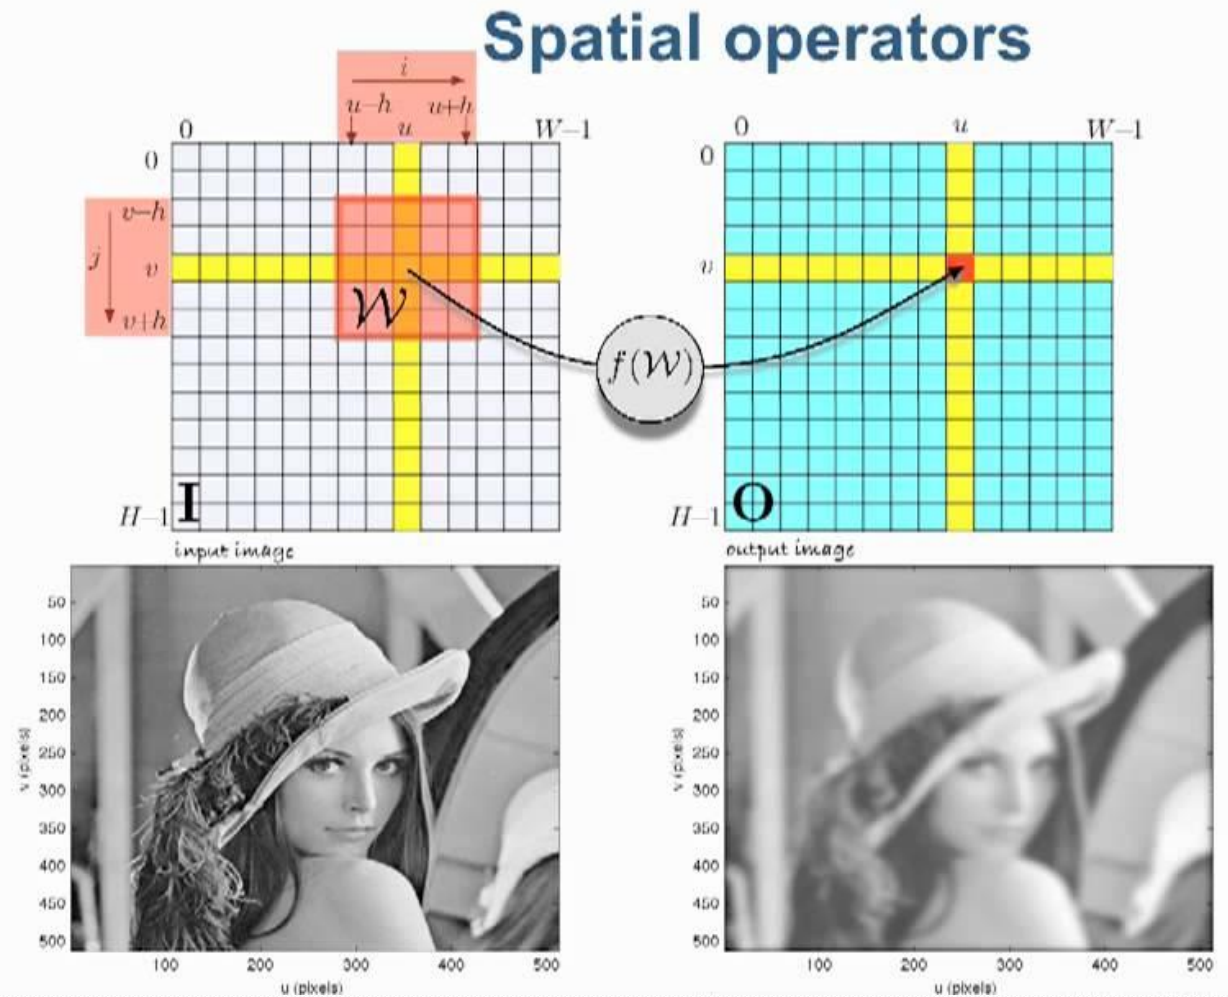 Spatial operators
i
u−h u+h
0 u W−1
0
v−h
j
v
v+h
W
H−1
I
input image
f(W)
0 u W−1
0
v
H−1
O
output image
50
100
150
200
250
300
350
400
450
500
v (pixels)
100 200 300 400 500
u (pixels)
50
100
150
200
250
300
350
400
450
500
v (pixels)
100 200 300 400 500
u (pixels)